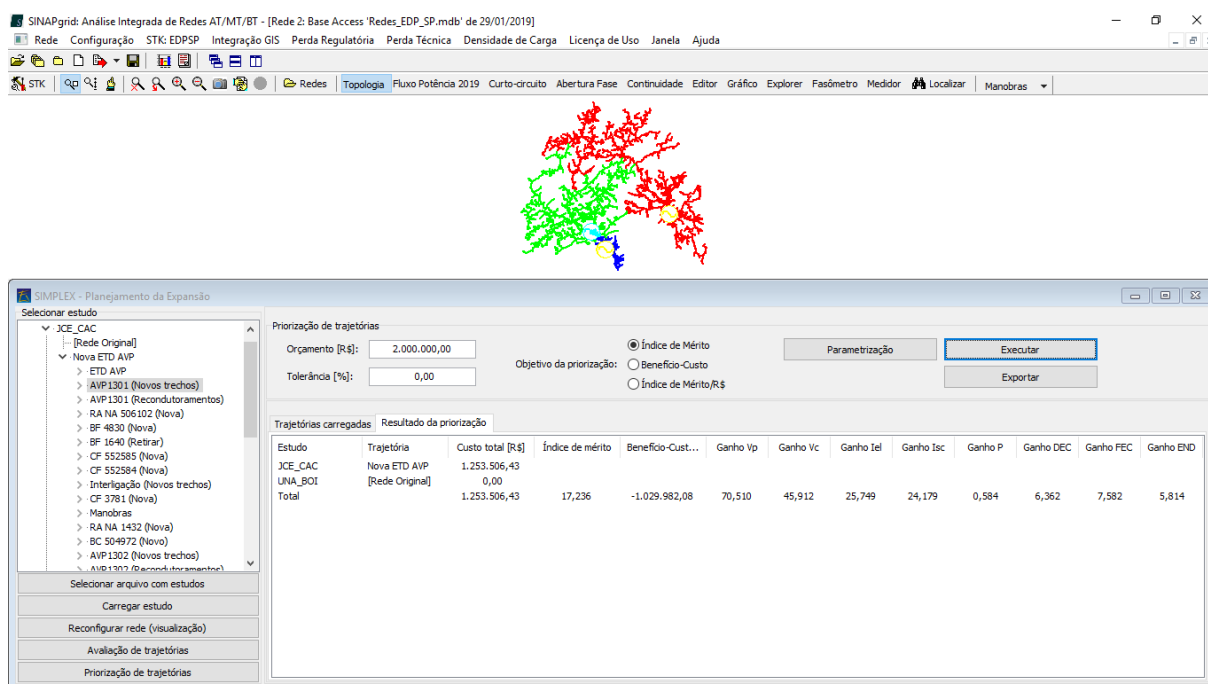 SINAPgrid: Análise Integrada de Redes AT/MT/BT - [Rede 2: Base Access 'Redes_EDP_SP.mdb' de 29/01/2019]
Rede Configuração STK: EDPSP Integração GIS Perda Regulatória Perda Técnica Densidade de Carga Licença de Uso Janela Ajuda
STK Redes Topologia Fluxo Potência 2019 Curto-circuito Abertura Fase Continuidade Editor Gráfico Explorer Fasômetro Medidor Localizar Manobras
SIMPLEX - Planejamento da Expansão
Selecionar estudo
JCE_CAC
[Rede Original]
Nova ETD AVP
ETD AVP
AVP1301 (Novos trechos)
AVP1301 (Recondutoramentos)
RA NA 506102 (Nova)
BF 4830 (Nova)
BF 1640 (Retirar)
CF 552585 (Nova)
CF 552584 (Nova)
Interligação (Novos trechos)
CF 3781 (Nova)
Manobras
RA NA 1432 (Nova)
BC 504972 (Novo)
AVP1302 (Novos trechos)
AVP1302 (Recondutoramentos)
Selecionar arquivo com estudos
Carregar estudo
Reconfigurar rede (visualização)
Avaliação de trajetórias
Priorização de trajetórias
Priorização de trajetórias
Orçamento [R$]: 2.000.000,00
Tolerância [%]: 0,00
Objetivo da priorização:
Índice de Mérito
Benefício-Custo
Índice de Mérito/R$
Parametrização Executar
Exportar
Trajetórias carregadas Resultado da priorização
Estudo Trajetória Custo total [R$] Índice de mérito Benefício-Cust... Ganho Vp Ganho Vc Ganho Iel Ganho Isc Ganho P Ganho DEC Ganho FEC Ganho END
JCE_CAC Nova ETD AVP 1.253.506,43
UNA_BOI [Rede Original] 0,00
Total 1.253.506,43 17,236 -1.029.982,08 70,510 45,912 25,749 24,179 0,584 6,362 7,582 5,814